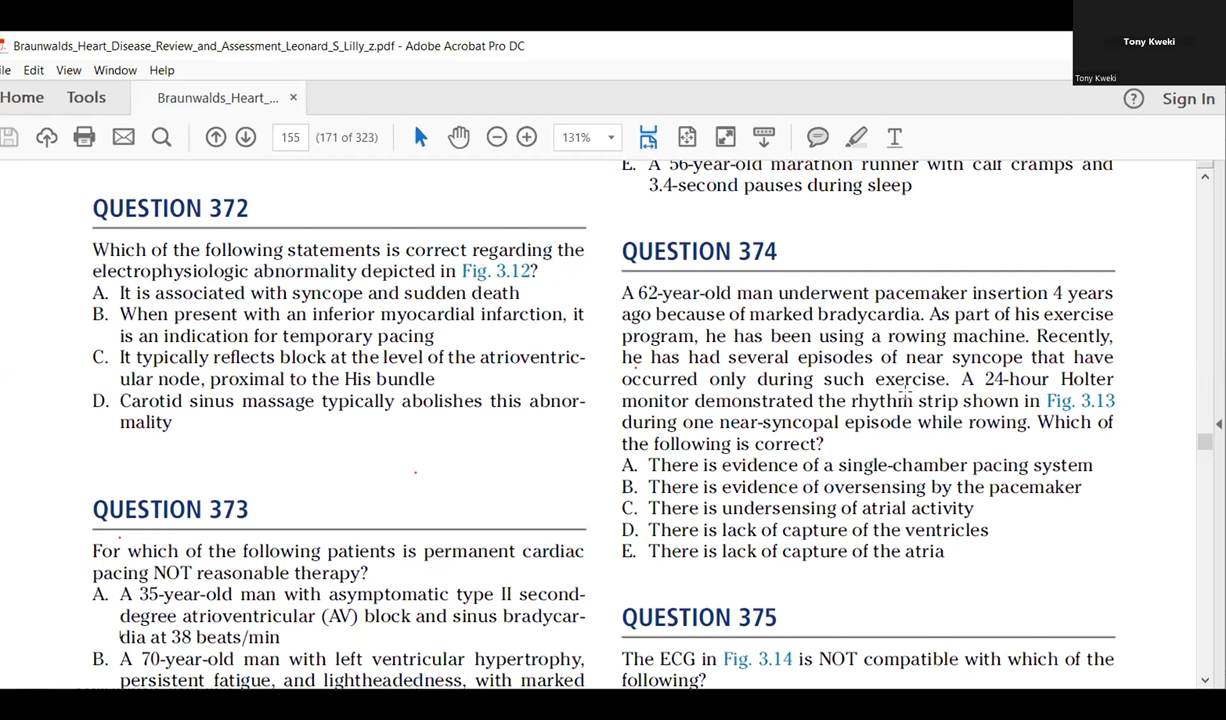 Tony Kweki
Tony Kweki
Braunwalds_Heart_Disease_Review_and_Assessment_Leonard_S_Lilly_z.pdf - Adobe Acrobat Pro DC
ile Edit View Window Help
Home Tools Braunwalds_Heart_... × ? Sign In
155 (171 of 323) 131% T
QUESTION 372
Which of the following statements is correct regarding the
electrophysiologic abnormality depicted in Fig. 3.12?
A. It is associated with syncope and sudden death
B. When present with an inferior myocardial infarction, it
is an indication for temporary pacing
C. It typically reflects block at the level of the atrioventric-
ular node, proximal to the His bundle
D. Carotid sinus massage typically abolishes this abnor-
mality
QUESTION 373
For which of the following patients is permanent cardiac
pacing NOT reasonable therapy?
A. A 35-year-old man with asymptomatic type II second-
degree atrioventricular (AV) block and sinus bradycar-
dia at 38 beats/min
B. A 70-year-old man with left ventricular hypertrophy,
persistent fatigue, and lightheadedness, with marked
E. A 56-year-old marathon runner with calf cramps and
3.4-second pauses during sleep
QUESTION 374
A 62-year-old man underwent pacemaker insertion 4 years
ago because of marked bradycardia. As part of his exercise
program, he has been using a rowing machine. Recently,
he has had several episodes of near syncope that have
occurred only during such exercise. A 24-hour Holter
monitor demonstrated the rhythm strip shown in Fig. 3.13
during one near-syncopal episode while rowing. Which of
the following is correct?
A. There is evidence of a single-chamber pacing system
B. There is evidence of oversensing by the pacemaker
C. There is undersensing of atrial activity
D. There is lack of capture of the ventricles
E. There is lack of capture of the atria
QUESTION 375
The ECG in Fig. 3.14 is NOT compatible with which of the
following?